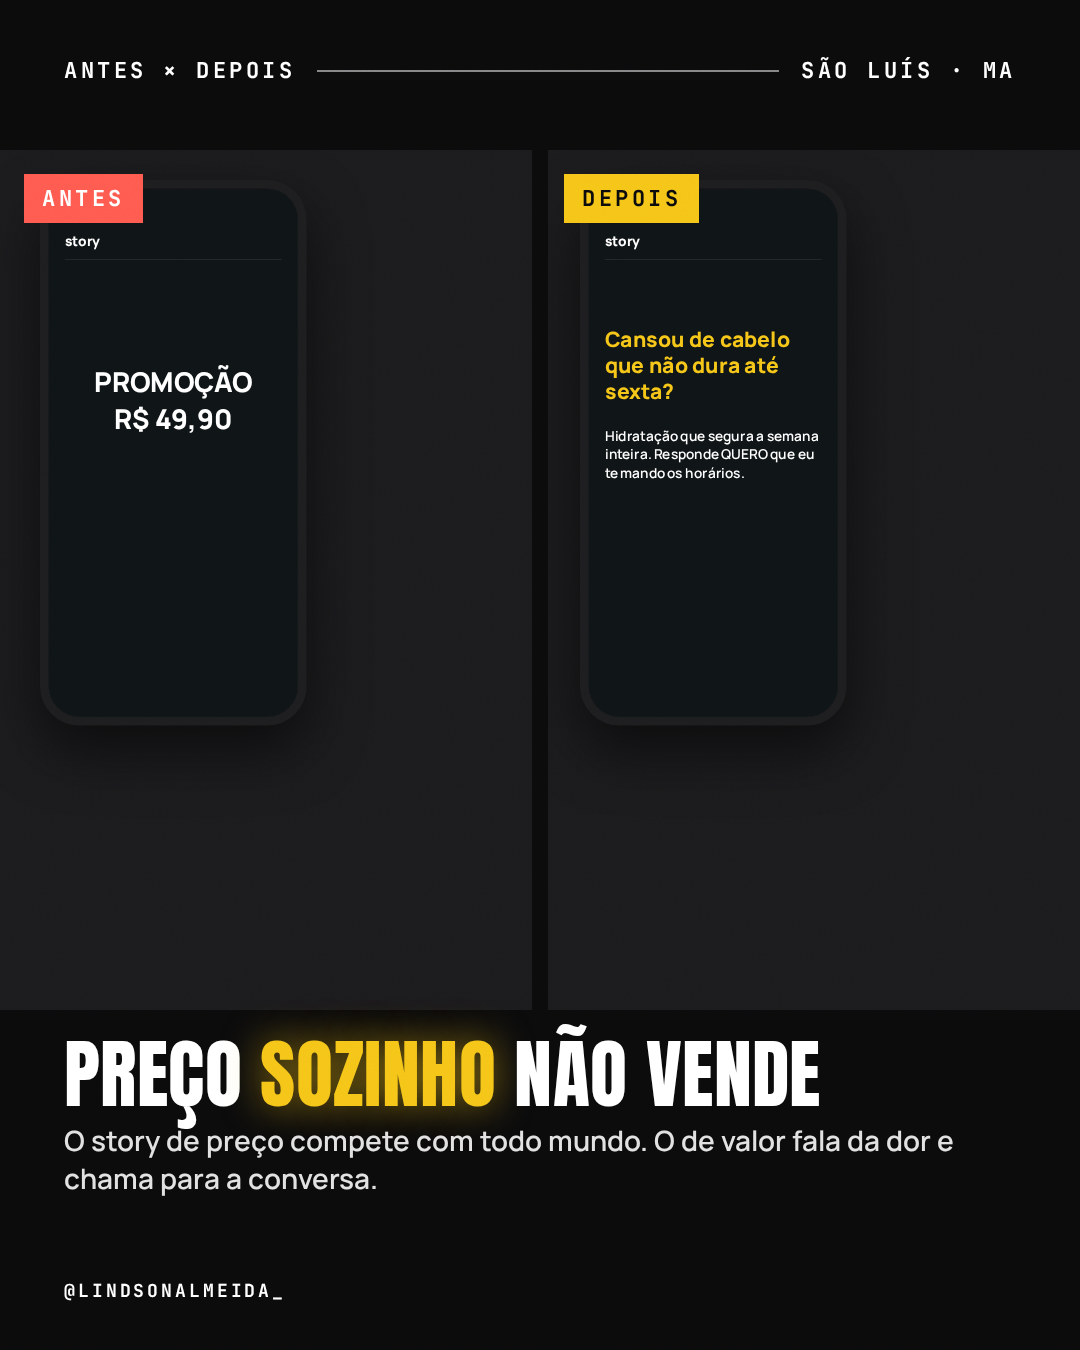 ANTES × DEPOIS
SÃO LUÍS · MA
ANTES
story
PROMOÇÃO
R$ 49,90
DEPOIS
story
Cansou de cabelo
que não dura até
sexta?
Hidratação que segura a semana
inteira. Responde QUERO que eu
te mando os horários.
PREÇO SOZINHO NÃO VENDE
O story de preço compete com todo mundo. O de valor fala da dor e
chama para a conversa.
@LINDSONALMEIDA_